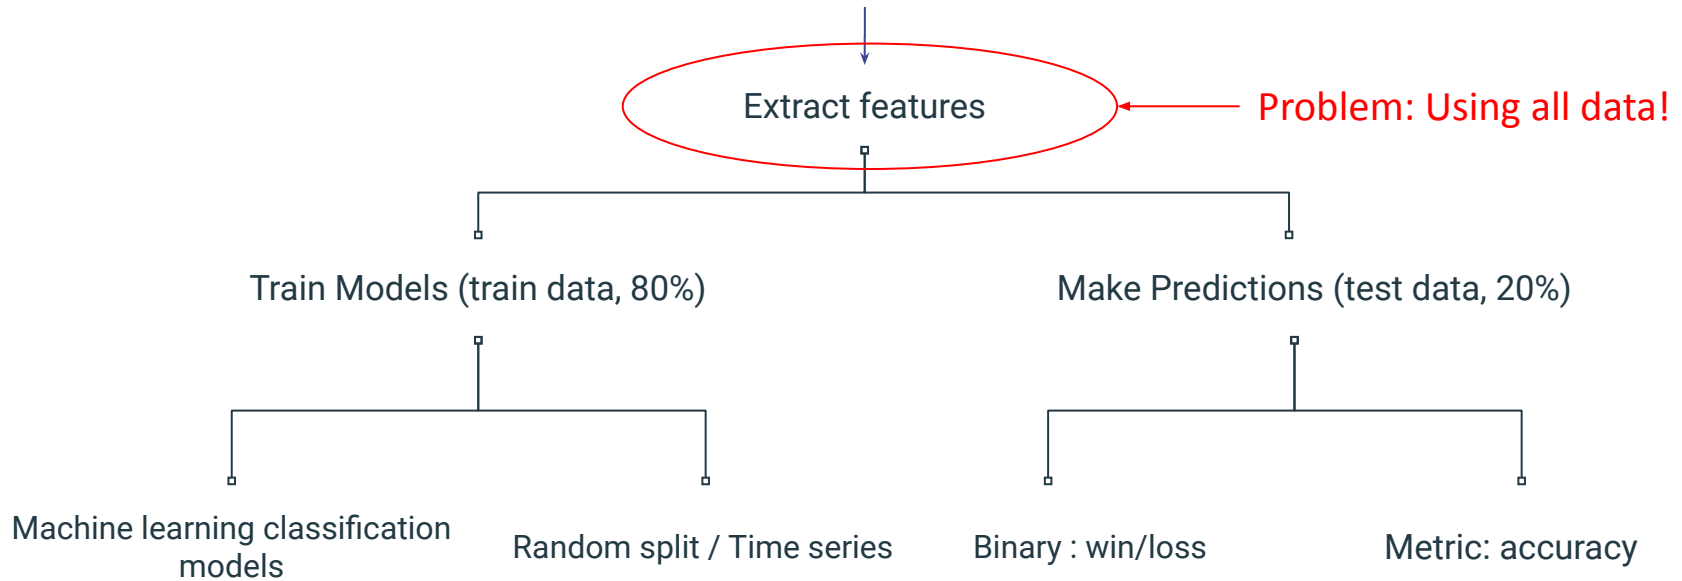 Extract features
Problem: Using all data!
Train Models (train data, 80%)
Make Predictions (test data, 20%)
Machine learning classification
models
Random split / Time series
Binary : win/loss
Metric: accuracy